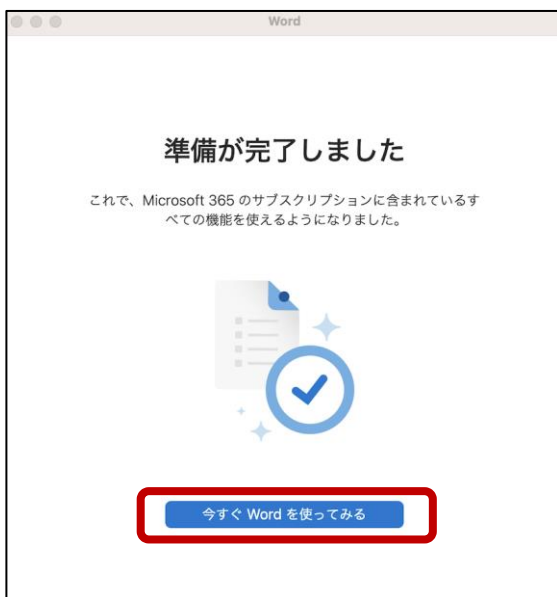 Word
準備が完了しました
これで、Microsoft 365 のサブスクリプションに含まれているす
べての機能を使えるようになりました。
今すぐ Word を使ってみる